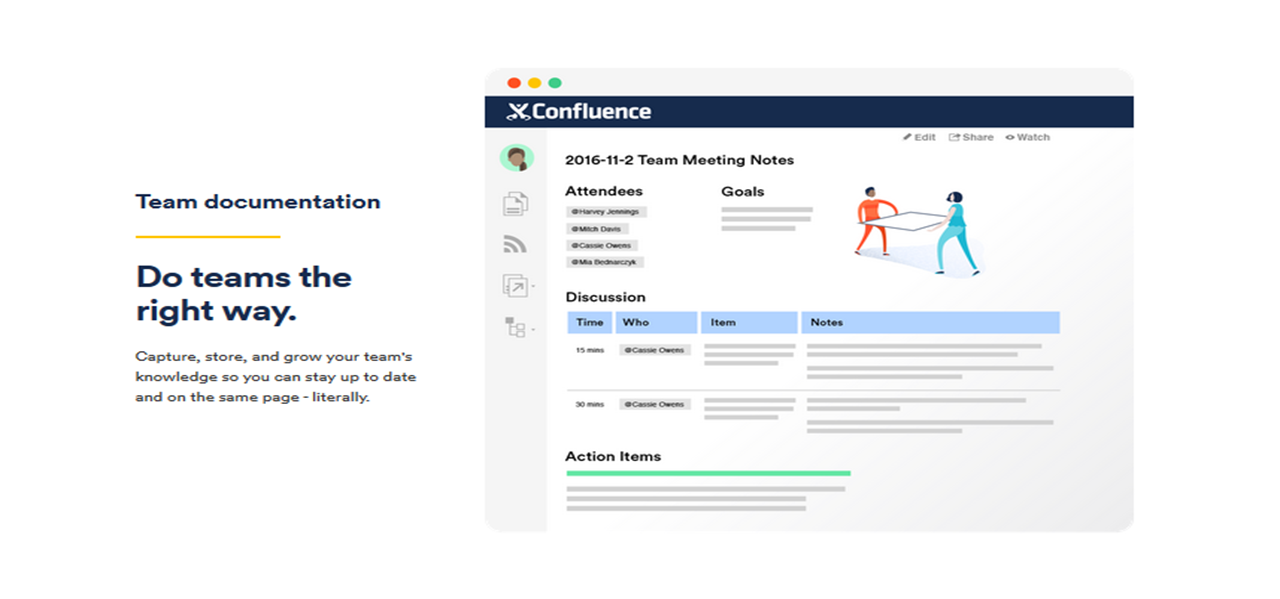 Team documentation
Do teams the
right way.
Capture, store, and grow your team's
knowledge so you can stay up to date
and on the same page - literally.
Confluence
Edit Share Watch
2016-11-2 Team Meeting Notes
Attendees
@Harvey Jennings
@Mitch Davis
@Cassie Owens
@Mia Bednarczyk
Goals
Discussion
Time Who Item Notes
15 mins @Cassie Owens
30 mins @Cassie Owens
Action Items